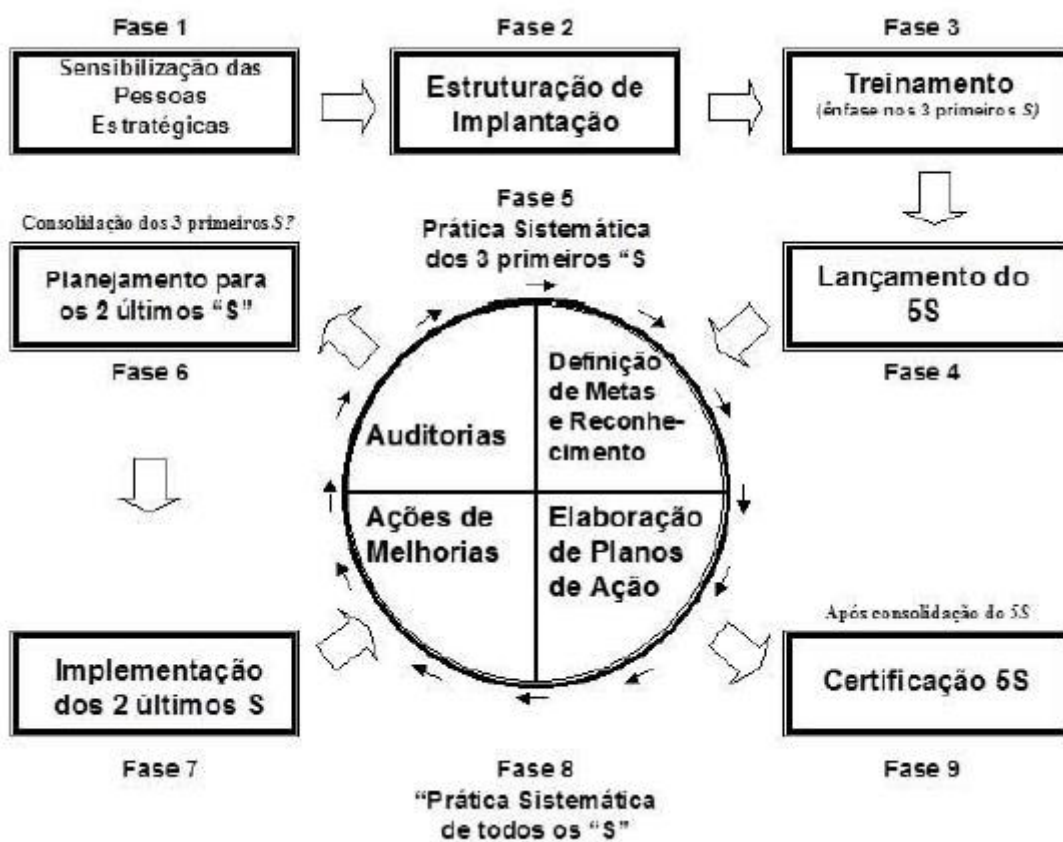 Fase 1
Sensibilização das
Pessoas
Estratégicas
Fase 2
Estruturação de
Implantação
Fase 3
Treinamento
(ênfase nos 3 primeiros S)
Consolidação dos 3 primeiros S?
Planejamento para
os 2 últimos “S”
Fase 6
Fase 5
Prática Sistemática
dos 3 primeiros “S
Lançamento do
5S
Fase 4
Auditorias
Definição
de Metas
e Reconhe-
cimento
Ações de
Melhorias
Elaboração
de Planos
de Ação
Implementação
dos 2 últimos S
Fase 7
Fase 8
“Prática Sistemática
de todos os “S”
Após consolidação do 5S
Certificação 5S
Fase 9